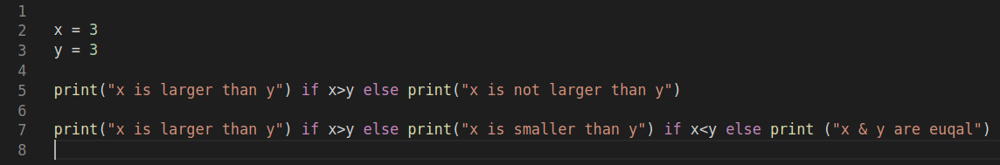 1
2 x = 3
3 y = 3
4
5 print("x is larger than y") if x>y else print("x is not larger than y")
6
7 print("x is larger than y") if x>y else print("x is smaller than y") if x<y else print ("x & y are euqal")
8